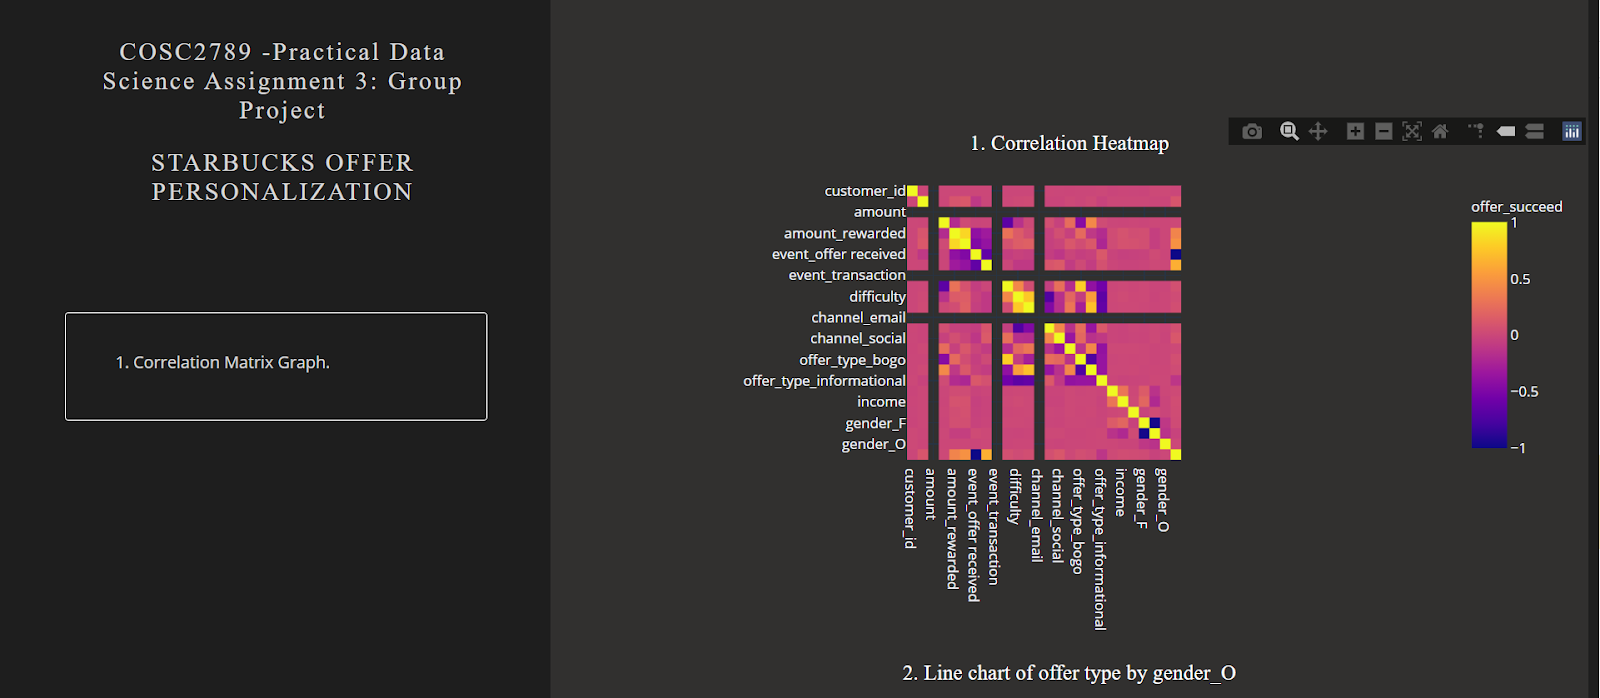 COSC2789 -Practical Data
Science Assignment 3: Group
Project
STARBUCKS OFFER
PERSONALIZATION
1. Correlation Matrix Graph.
1. Correlation Heatmap
customer_id
amount
amount_rewarded
event_offer received
event_transaction
difficulty
channel_email
channel_social
offer_type_bogo
offer_type_informational
income
gender_F
gender_O
customer_id
amount
amount_rewarded
event_offer received
event_transaction
difficulty
channel_email
channel_social
offer_type_bogo
offer_type_informational
income
gender_F
gender_O
offer_succeed
1
0.5
0
−0.5
−1
2. Line chart of offer type by gender_O